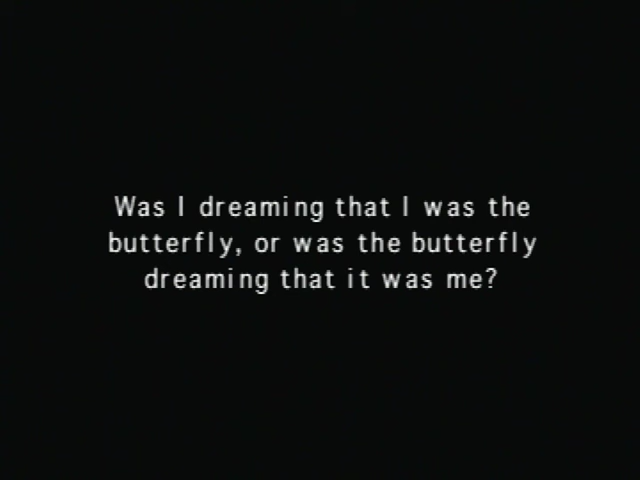 Was I dreaming that I was the
butterfly, or was the butterfly
dreaming that it was me?